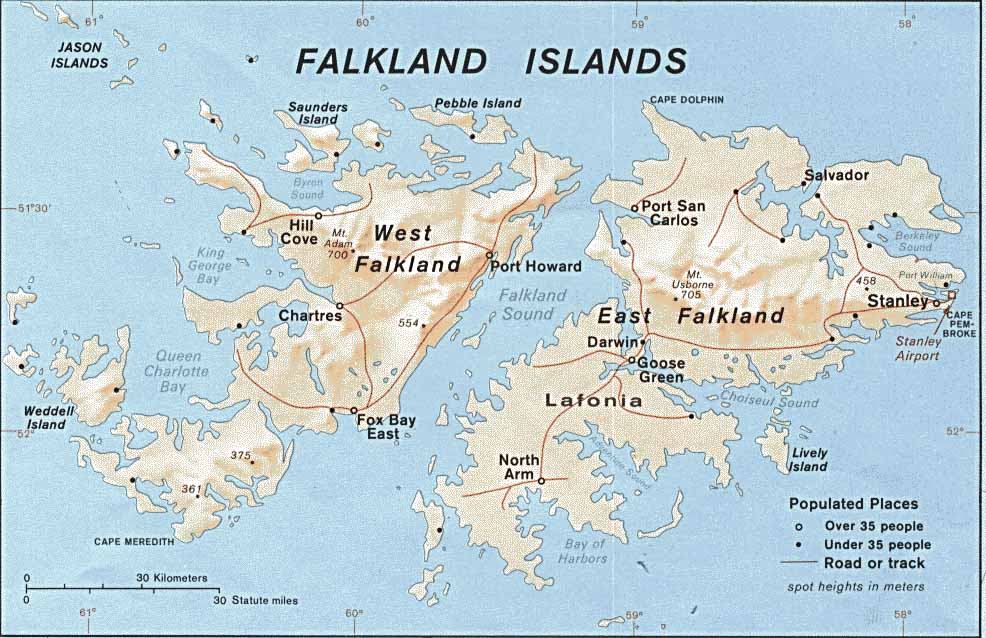 61°
60°
59°
58°
JASON
ISLANDS
FALKLAND ISLANDS
Saunders
Island
Pebble Island
CAPE DOLPHIN
Byron
Sound
Salvador
51°30'
Hill
Cove
Mt.
Adam
700
West
Falkland
Port San
Carlos
Berkeley
Sound
King
George
Bay
Port Howard
Falkland
Sound
Mt.
Usborne
705
458
Port William
Stanley
Chartres
554
East Falkland
CAPE
PEM-
BROKE
Stanley
Airport
Queen
Charlotte
Bay
Darwin
Goose
Green
Choiseul Sound
Lafonia
Weddell
Island
Fox Bay
East
52°
52°
Adventure Sound
375
361
North
Arm
Lively
Island
CAPE MEREDITH
Bay of
Harbors
Populated Places
Over 35 people
Under 35 people
Road or track
spot heights in meters
0 30 Kilometers
0 30 Statute miles
61°
60°
59°
58°